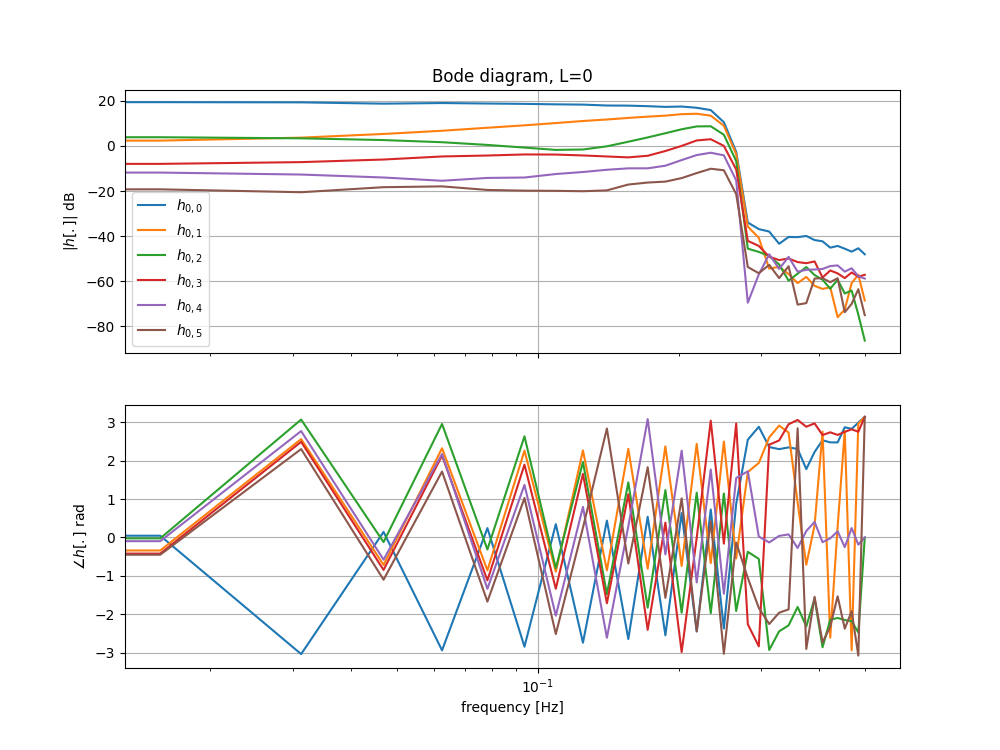 Bode diagram, L=0
|h[.]| dB
20
0
−20
−40
−60
−80
h0,0
h0,1
h0,2
h0,3
h0,4
h0,5
∠h[.] rad
3
2
1
0
−1
−2
−3
10−1
frequency [Hz]